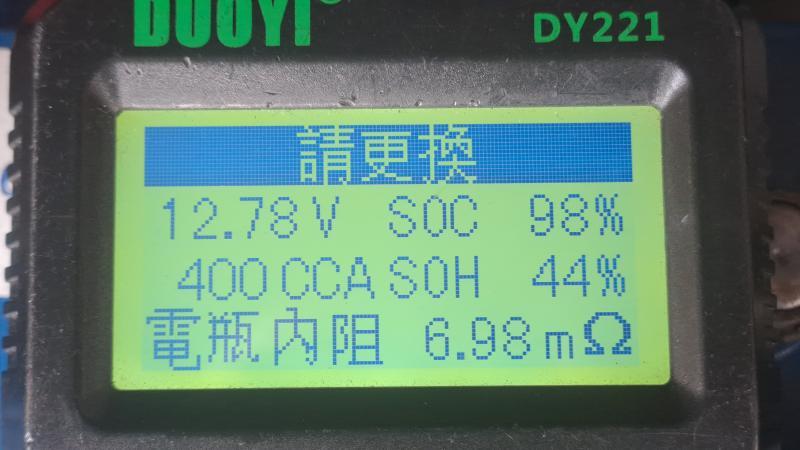 DUOYI®
DY221
請更換
12.78V SOC 98%
400CCA SOH 44%
電瓶內阻 6.98mΩ